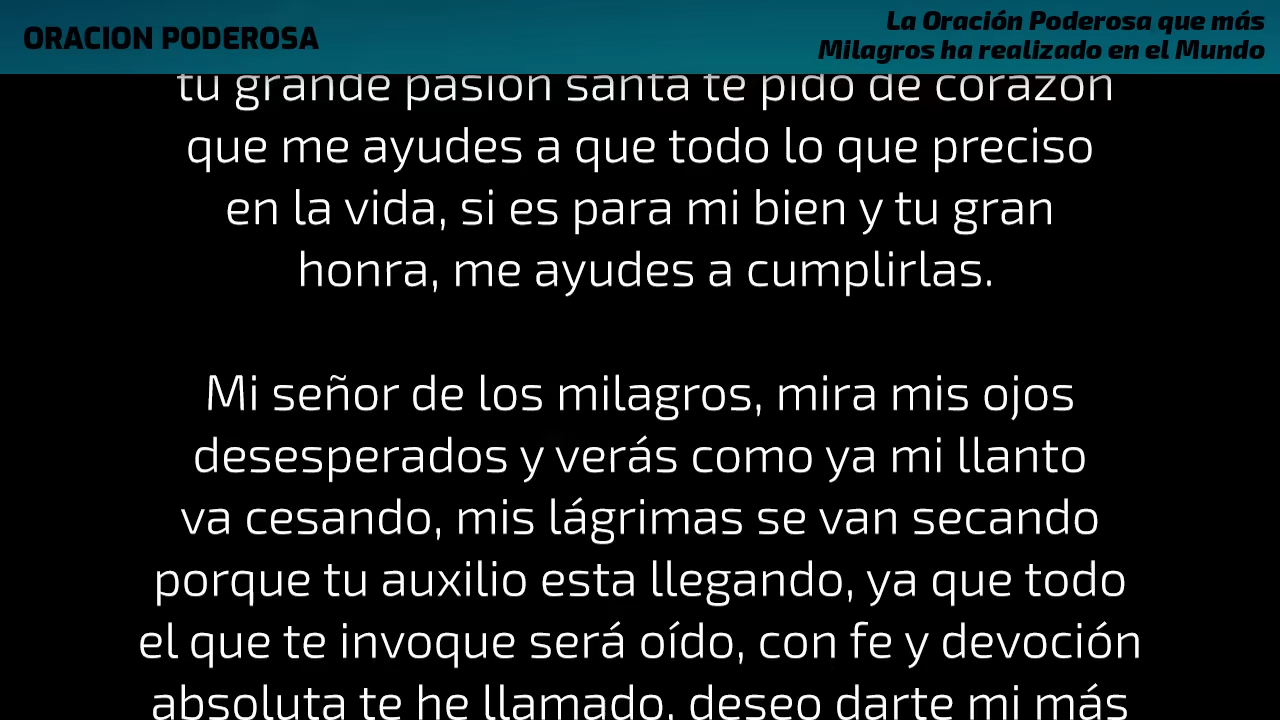 ORACION PODEROSA
La Oración Poderosa que más
Milagros ha realizado en el Mundo
tu grande pasión santa te pido de corazón
que me ayudes a que todo lo que preciso
en la vida, si es para mi bien y tu gran
honra, me ayudes a cumplirlas.
Mi señor de los milagros, mira mis ojos
desesperados y verás como ya mi llanto
va cesando, mis lágrimas se van secando
porque tu auxilio esta llegando, ya que todo
el que te invoque será oído, con fe y devoción
absoluta te he llamado, deseo darte mi más